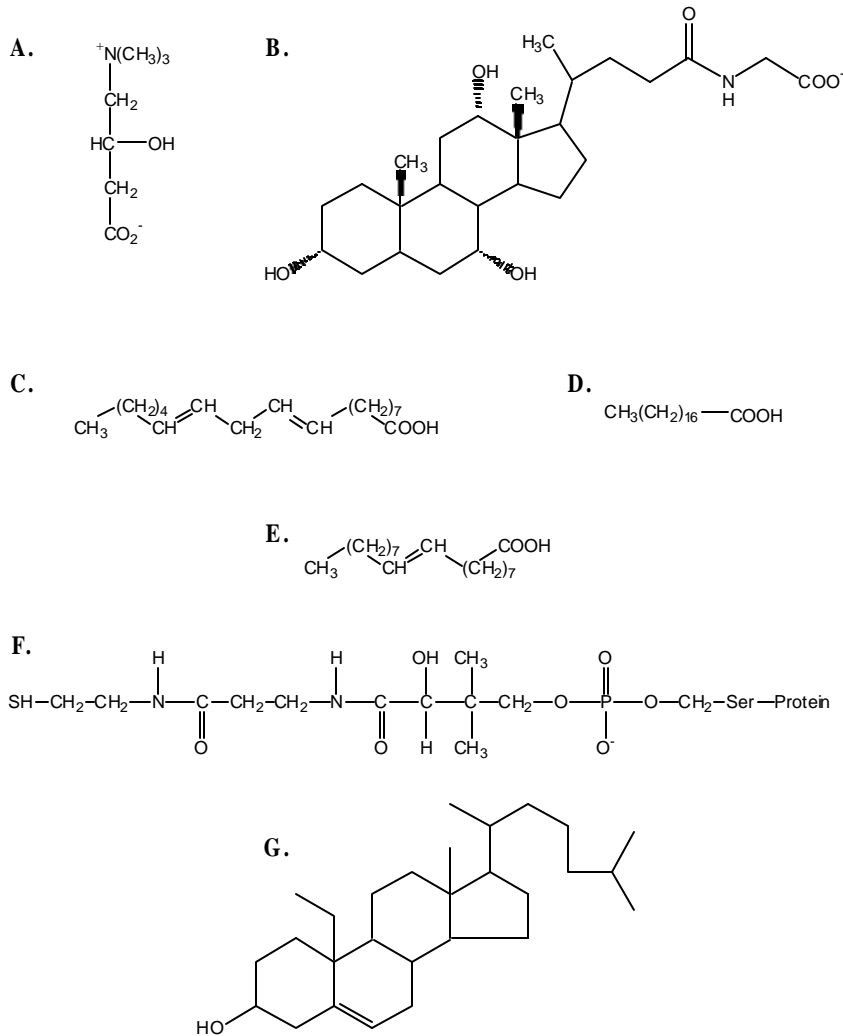 A.
⁺N(CH₃)₃
CH₂
HC OH
CH₂
CO₂⁻
B.
O
H₃C
OH
CH₃
N
H
COO⁻
CH₃
HO
OH
C.
(CH₂)₄ CH CH (CH₂)₇
CH₃ CH CH₂ CH COOH
D.
CH₃(CH₂)₁₆ COOH
E.
(CH₂)₇ CH COOH
CH₃ CH (CH₂)₇
F.
H H OH CH₃ O
SH—CH₂—CH₂—N—C—CH₂—CH₂—N—C—C—C—CH₂—O—P—O—CH₂—Ser—Protein
O O H CH₃ O⁻
G.
HO